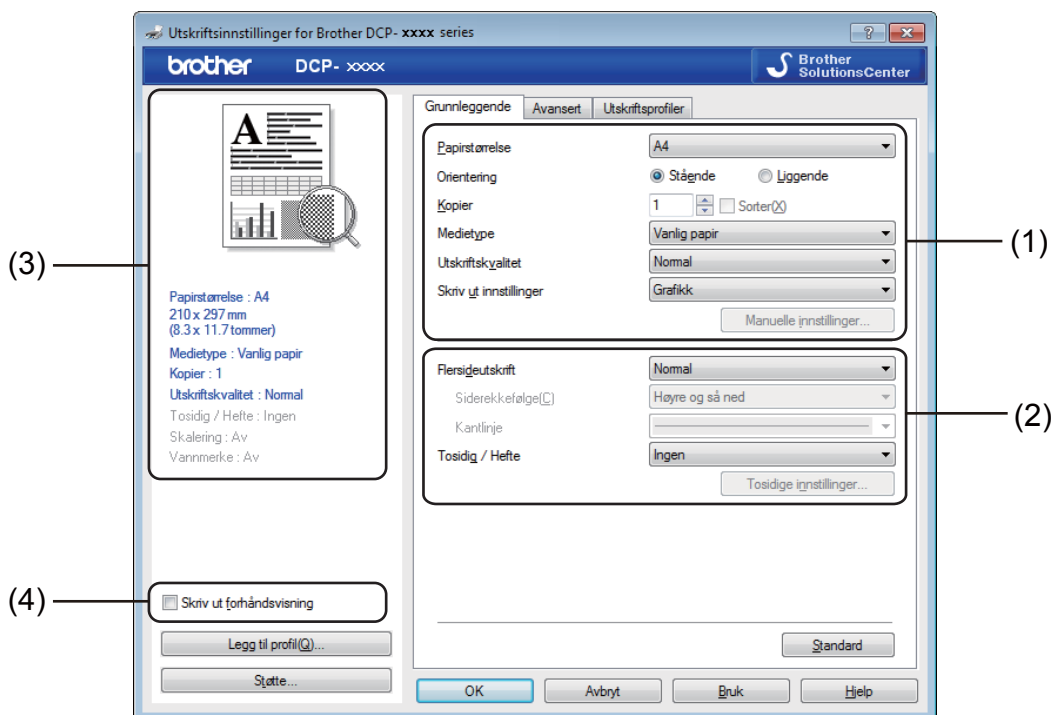 Utskriftsinnstillinger for Brother DCP- xxxx series
brother DCP- xxxx
Brother
SolutionsCenter
Grunnleggende Avansert Utskriftsprofiler
A
Papirstørrelse : A4
210 x 297 mm
(8.3 x 11.7 tommer)
Medietype : Vanlig papir
Kopier : 1
Utskriftskvalitet : Normal
Tosidig / Hefte : Ingen
Skalering : Av
Vannmerke : Av
(3)
Papirstørrelse A4
Orientering Stående Liggende
Kopier 1 Sorter(X)
Medietype Vanlig papir
Utskriftskvalitet Normal
Skriv ut innstillinger Grafikk
Manuelle innstillinger...
(1)
Flersideutskrift Normal
Siderekkefølge(C) Høyre og så ned
Kantlinje
Tosidig / Hefte Ingen
Tosidige innstillinger...
(2)
(4)
Skriv ut forhåndsvisning
Legg til profil(Q)...
Støtte...
Standard
OK Avbryt Bruk Hjelp